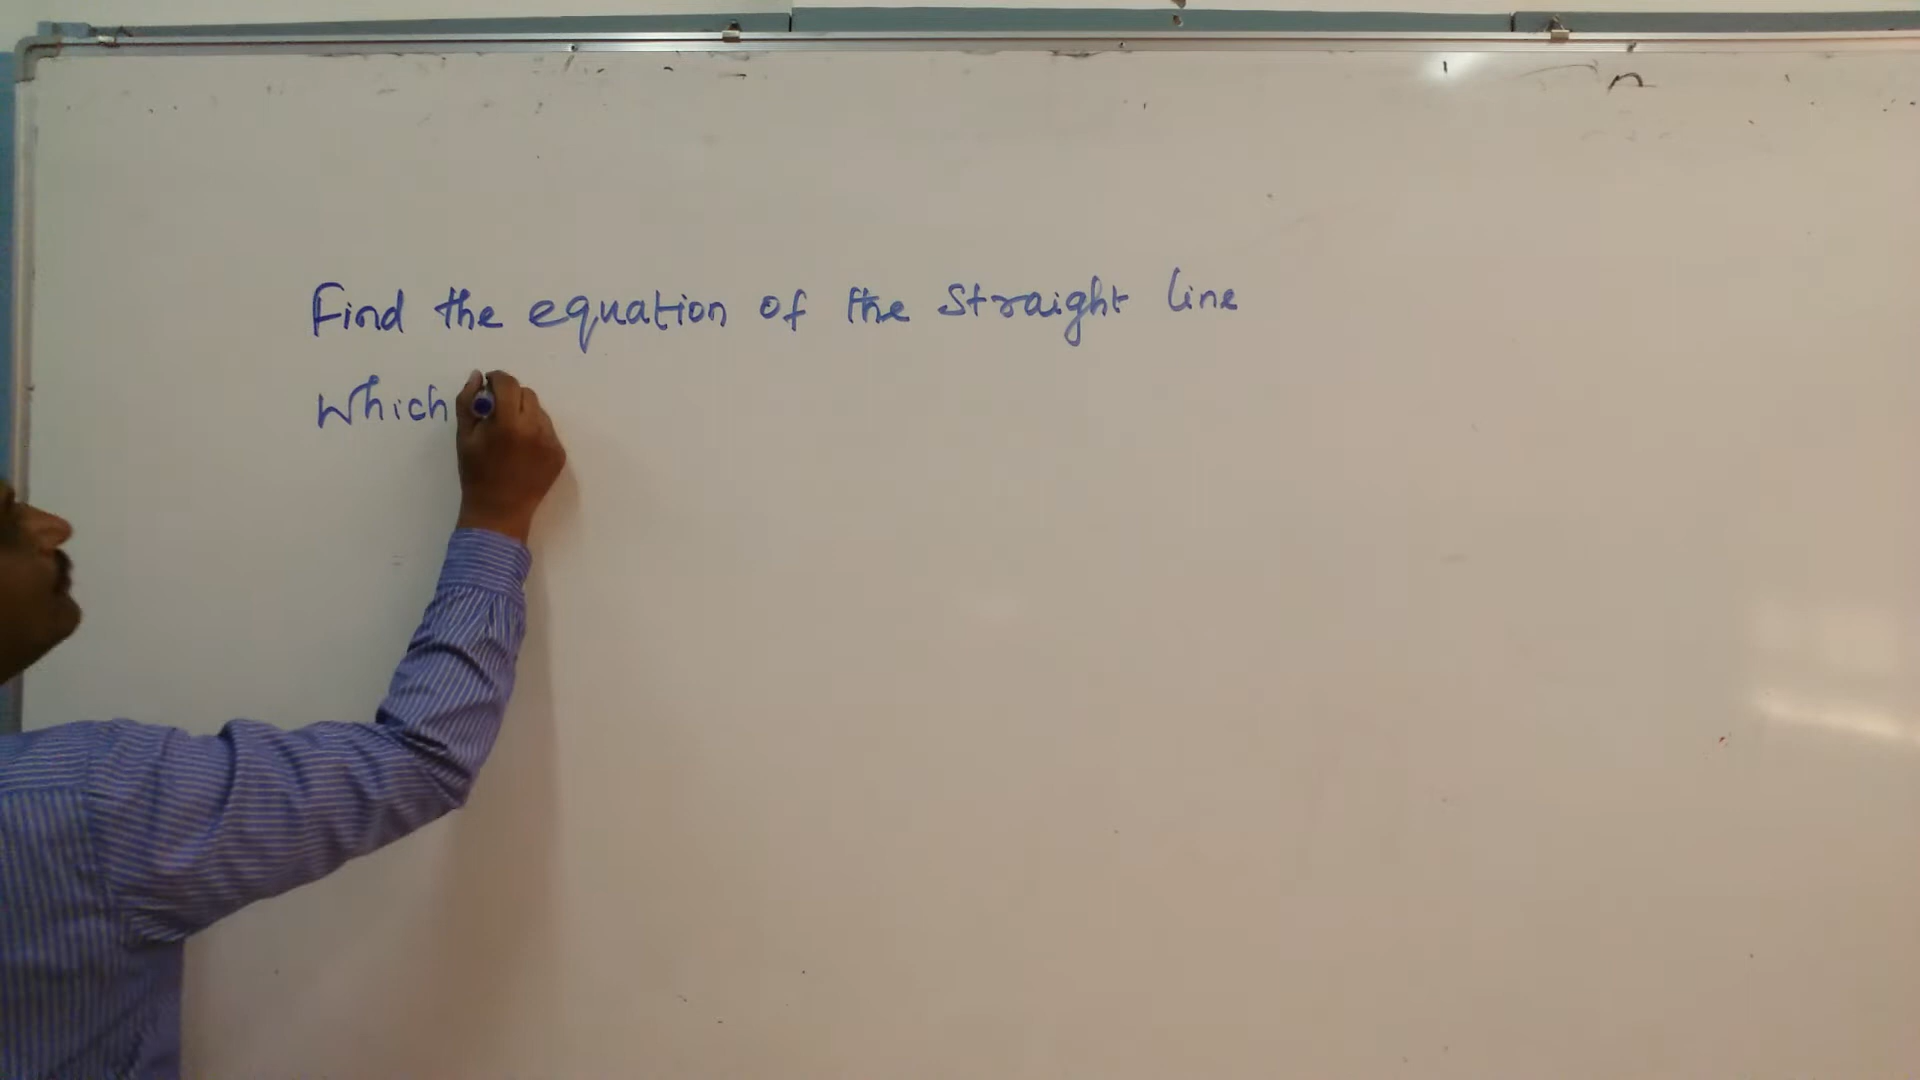 Find the equation of the straight line
Which